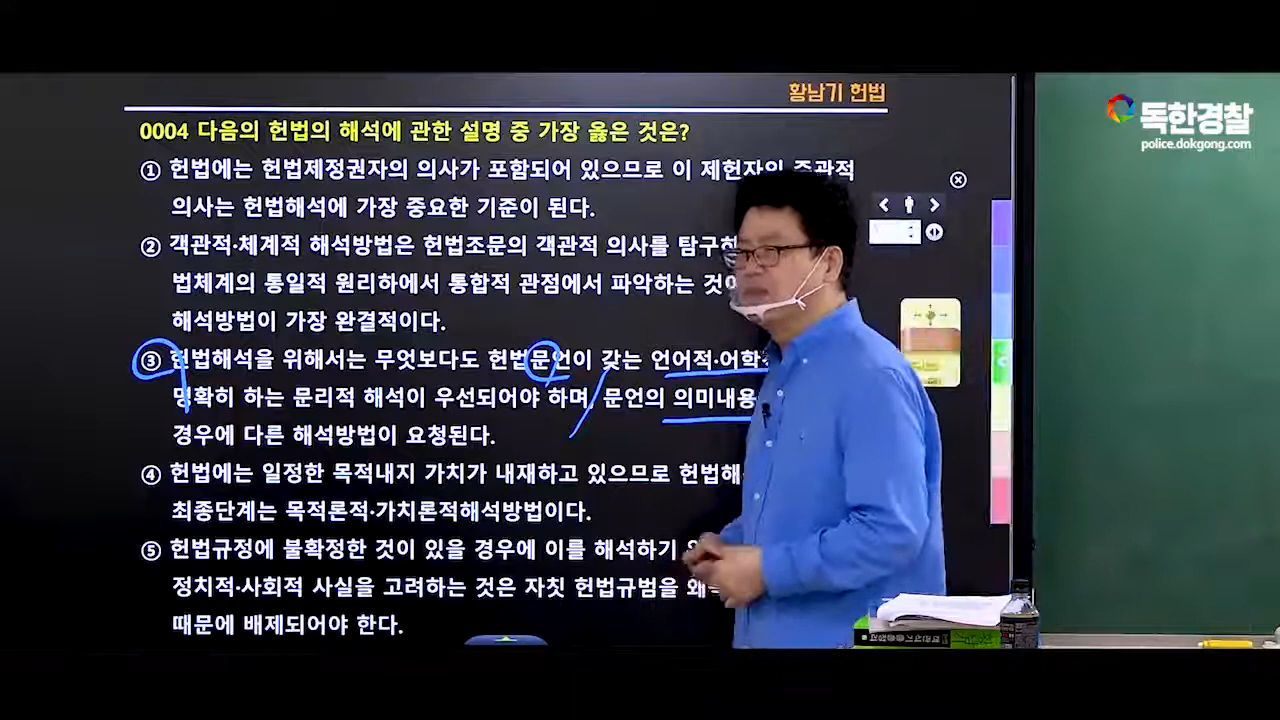 황남기 헌법
독한경찰
police.dokgong.com
0004 다음의 헌법의 해석에 관한 설명 중 가장 옳은 것은?
① 헌법에는 헌법제정권자의 의사가 포함되어 있으므로 이 제헌자의 주관적
의사는 헌법해석에 가장 중요한 기준이 된다.
② 객관적·체계적 해석방법은 헌법조문의 객관적 의사를
법체계의 통일적 원리하에서 통합적 관점에서 파악하는
해석방법이 가장 완결적이다.
③ 헌법해석을 위해서는 무엇보다도 헌법문언이 갖는 언어적·어학
명확히 하는 문리적 해석이 우선되어야 하며, 문언의 의미내용
경우에 다른 해석방법이 요청된다.
④ 헌법에는 일정한 목적내지 가치가 내재하고 있으므로
최종단계는 목적론적·가치론적해석방법이다.
⑤ 헌법규정에 불확정한 것이 있을 경우에 이를 해석하기
정치적·사회적 사실을 고려하는 것은 자칫 헌법규범을
때문에 배제되어야 한다.